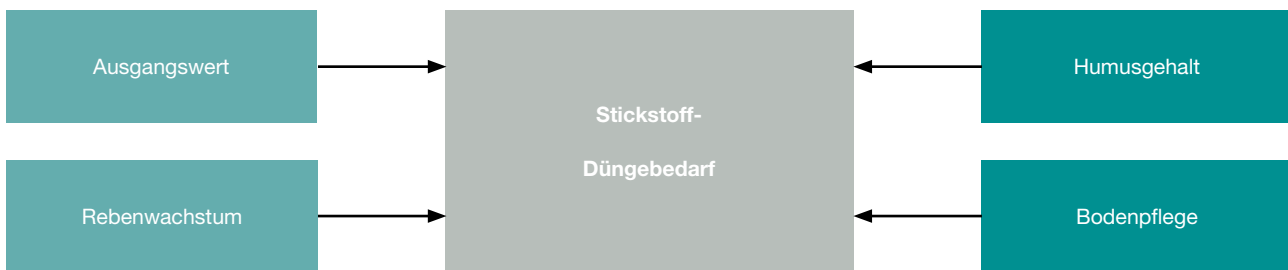 Ausgangswert
Rebenwachstum
Stickstoff-
Düngebedarf
Humusgehalt
Bodenpflege